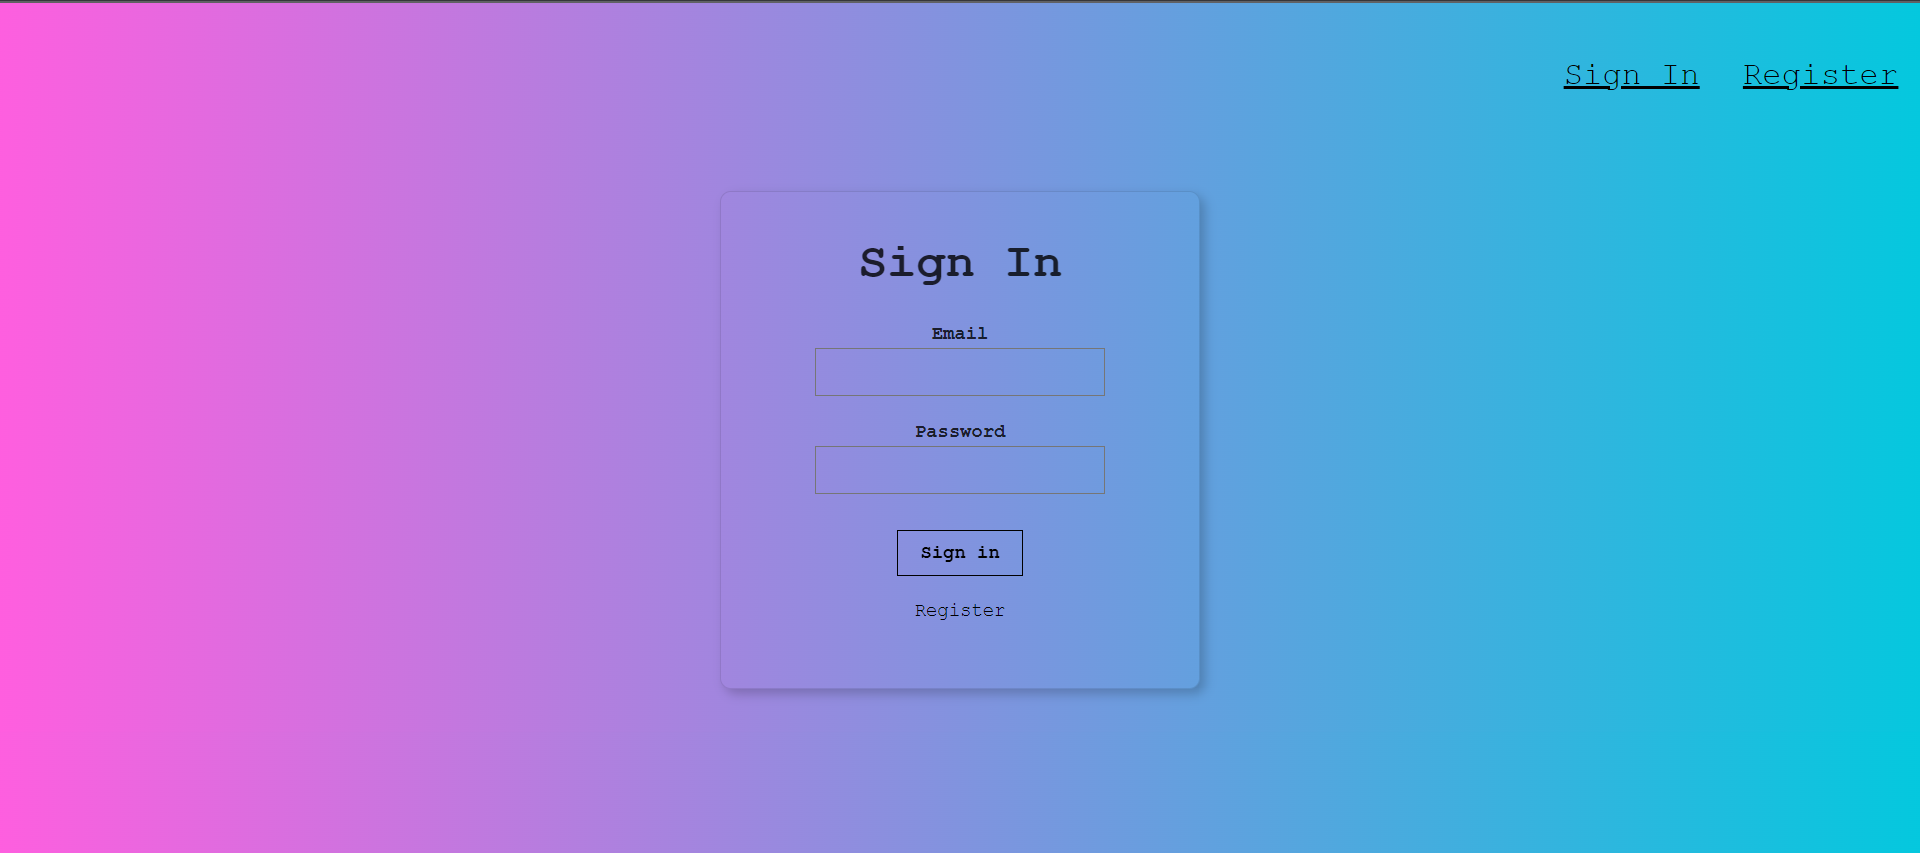 Sign In Register
Sign In
Email
Password
Sign in
Register